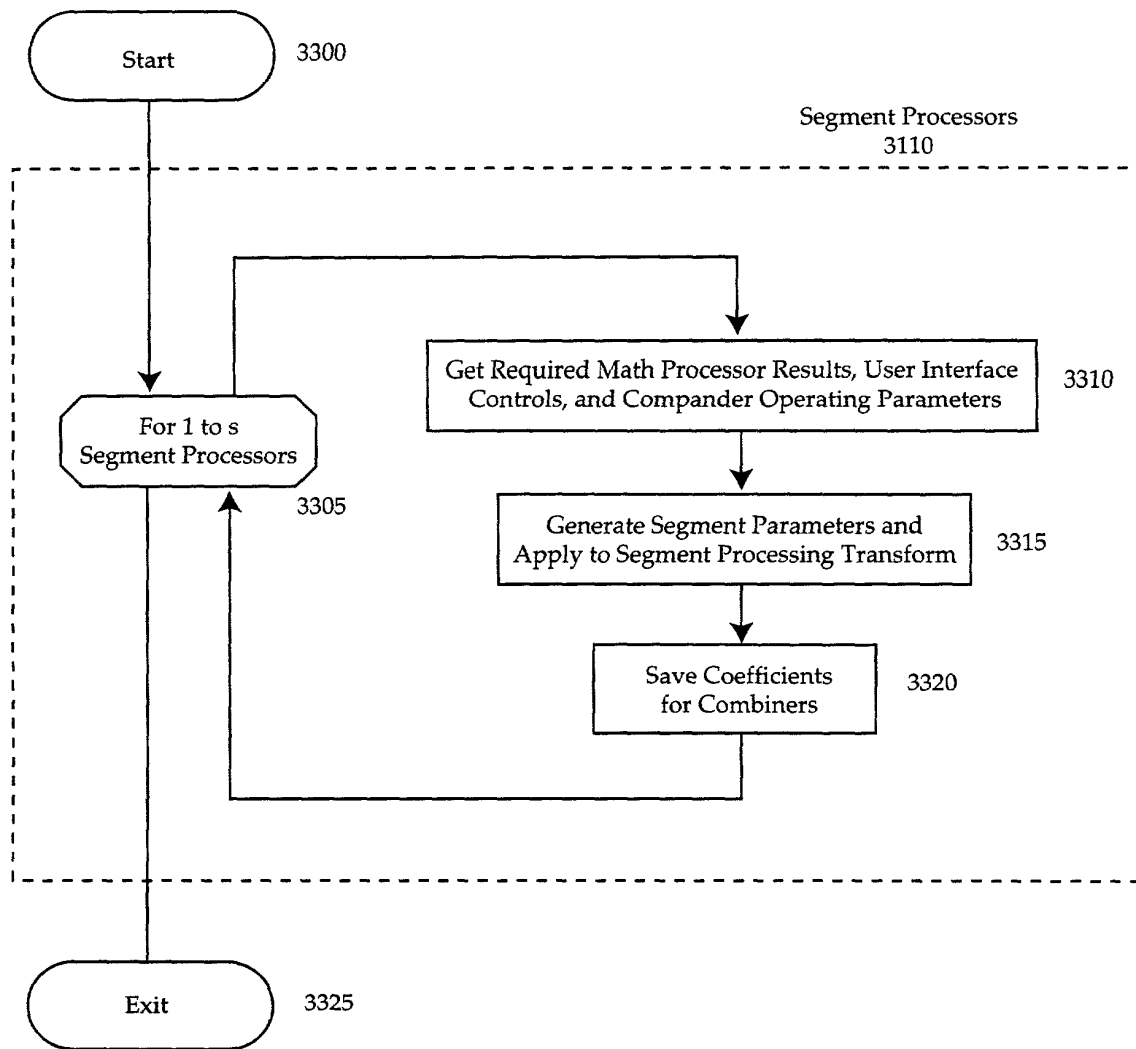 Start
3300
Segment Processors
3110
Get Required Math Processor Results, User Interface
Controls, and Compander Operating Parameters
3310
For 1 to s
Segment Processors
3305
Generate Segment Parameters and
Apply to Segment Processing Transform
3315
Save Coefficients
for Combiners
3320
Exit
3325